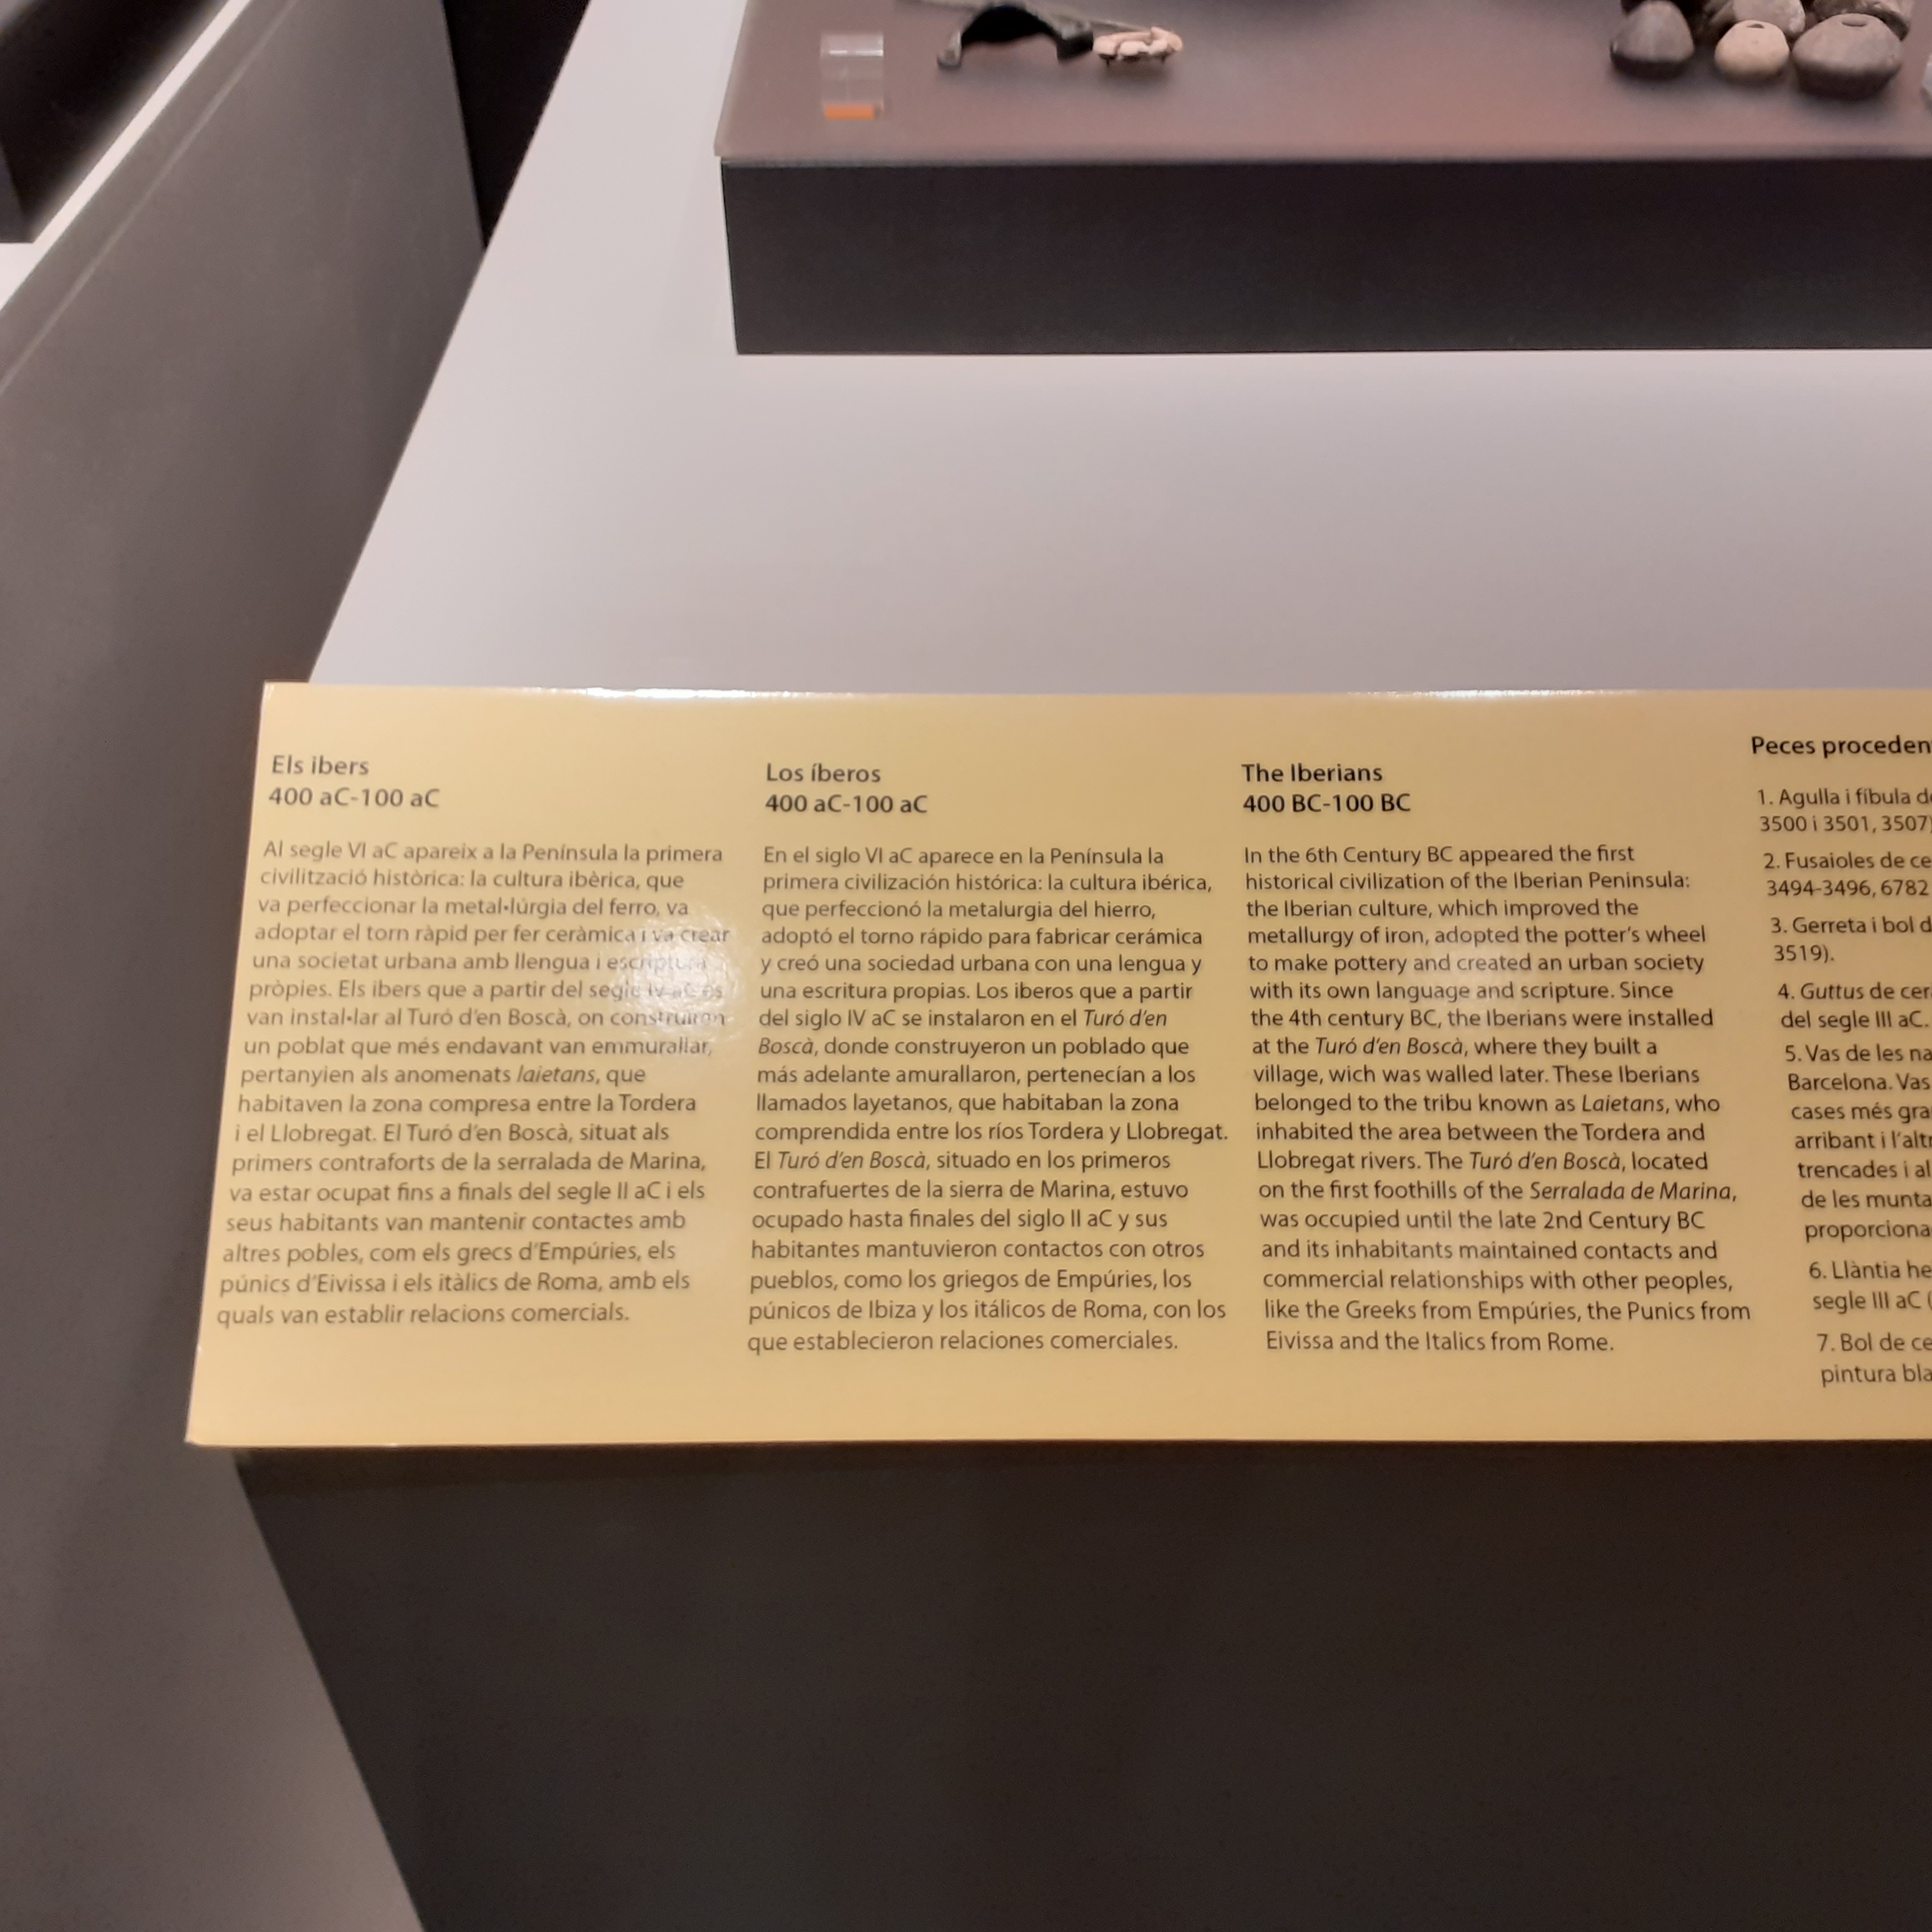 Els ibers
400 aC-100 aC
Al segle VI aC apareix a la Península la primera
civilització històrica: la cultura ibèrica, que
va perfeccionar la metal·lúrgia del ferro, va
adoptar el torn ràpid per fer ceràmica i va crear
una societat urbana amb llengua i escriptura
pròpies. Els ibers que a partir del segle IV aC es
van instal·lar al Turó d'en Boscà, on construiren
un poblat que més endavant van emmurallar,
pertanyien als anomenats laietans, que
habitaven la zona compresa entre la Tordera
i el Llobregat. El Turó d'en Boscà, situat als
primers contraforts de la serralada de Marina,
va estar ocupat fins a finals del segle II aC i els
seus habitants van mantenir contactes amb
altres pobles, com els grecs d'Empúries, els
púnics d'Eivissa i els itàlics de Roma, amb els
quals van establir relacions comercials.
Los íberos
400 aC-100 aC
En el siglo VI aC aparece en la Península la
primera civilización histórica: la cultura ibérica,
que perfeccionó la metalurgia del hierro,
adoptó el torno rápido para fabricar cerámica
y creó una sociedad urbana con una lengua y
una escritura propias. Los iberos que a partir
del siglo IV aC se instalaron en el Turó d'en
Boscà, donde construyeron un poblado que
más adelante amurallaron, pertenecían a los
llamados layetanos, que habitaban la zona
comprendida entre los ríos Tordera y Llobregat.
El Turó d'en Boscà, situado en los primeros
contrafuertes de la sierra de Marina, estuvo
ocupado hasta finales del siglo II aC y sus
habitantes mantuvieron contactos con otros
pueblos, como los griegos de Empúries, los
púnicos de Ibiza y los itálicos de Roma, con los
que establecieron relaciones comerciales.
The Iberians
400 BC-100 BC
In the 6th Century BC appeared the first
historical civilization of the Iberian Peninsula:
the Iberian culture, which improved the
metallurgy of iron, adopted the potter's wheel
to make pottery and created an urban society
with its own language and scripture. Since
the 4th century BC, the Iberians were installed
at the Turó d'en Boscà, where they built a
village, wich was walled later. These Iberians
belonged to the tribu known as Laietans, who
inhabited the area between the Tordera and
Llobregat rivers. The Turó d'en Boscà, located
on the first foothills of the Serralada de Marina,
was occupied until the late 2nd Century BC
and its inhabitants maintained contacts and
commercial relationships with other peoples,
like the Greeks from Empúries, the Punics from
Eivissa and the Italics from Rome.
Peces
1. Agulla i fíbula
3500 i 3501, 3507)
2. Fusaioles de
3494-3496, 6782
3. Gerreta i bol
3519).
4. Guttus de
del segle III aC.
5. Vas de les
Barcelona. Vas
cases més
arribant i
trencades i
de les
6. Llàntia
segle III aC
7. Bol de
pintura